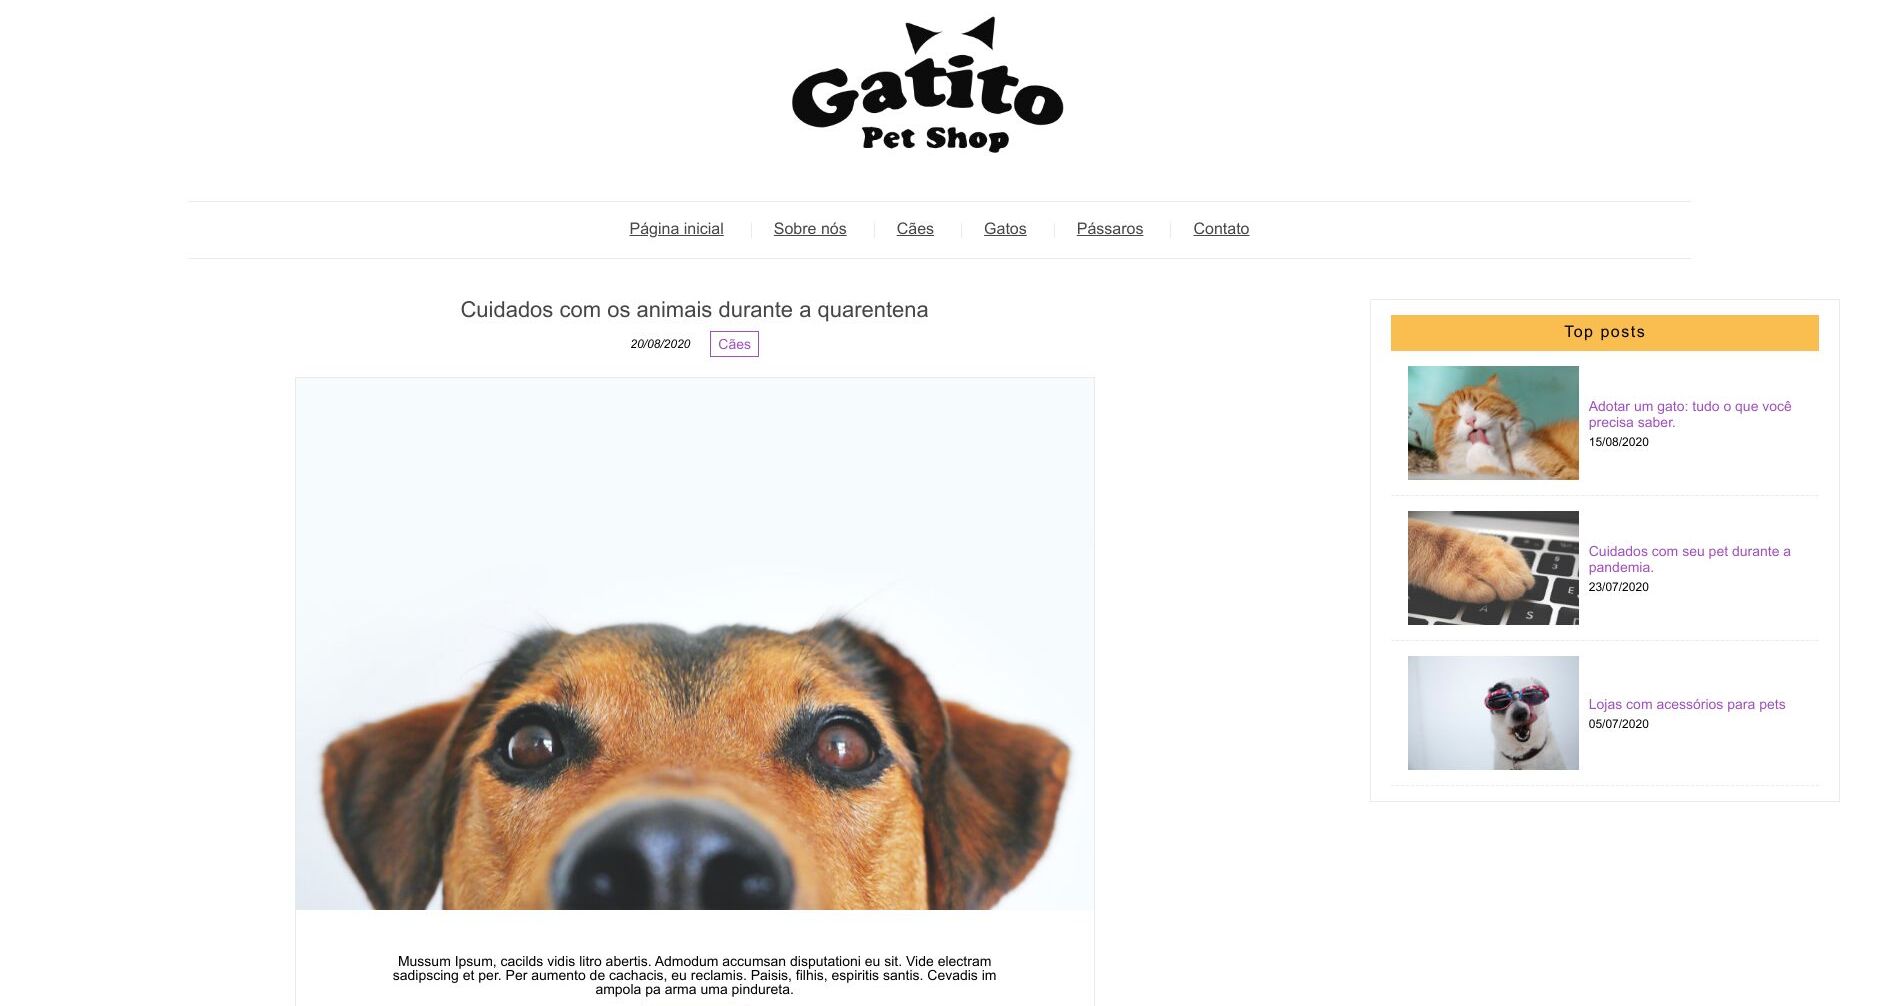 Gatito
Pet Shop
Página inicial
Sobre nós
Cães
Gatos
Pássaros
Contato
Cuidados com os animais durante a quarentena
20/08/2020
Cães
Mussum Ipsum, cacilds vidis litro abertis. Admodum accumsan disputationi eu sit. Vide electram
sadipscing et per. Per aumento de cachacis, eu reclamis. Paisis, filhis, espiritis santis. Cevadis im
ampola pa arma uma pindureta.
Top posts
Adotar um gato: tudo o que você
precisa saber.
15/08/2020
Cuidados com seu pet durante a
pandemia.
23/07/2020
Lojas com acessórios para pets
05/07/2020